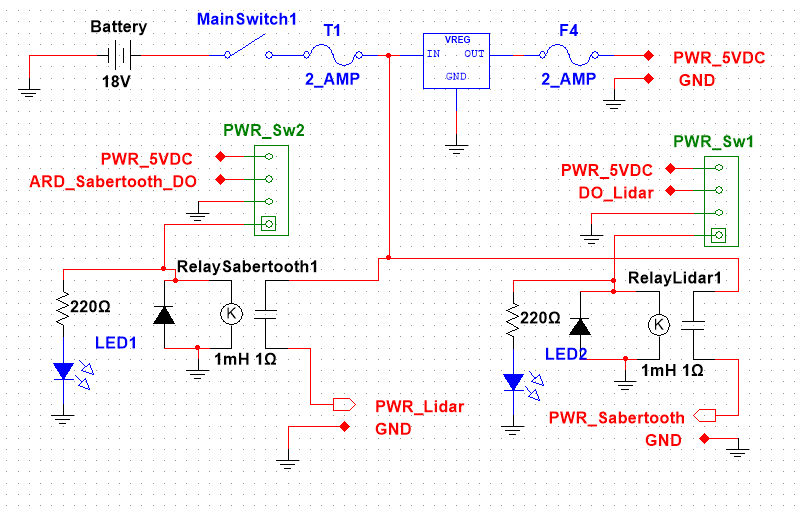 Battery
18V
MainSwitch1
T1
2_AMP
VREG
IN OUT
GND
F4
2_AMP
PWR_5VDC
GND
PWR_Sw2
PWR_5VDC
ARD_Sabertooth_DO
PWR_Sw1
PWR_5VDC
DO_Lidar
RelaySabertooth1
220Ω
K
LED1
1mH 1Ω
PWR_Lidar
GND
RelayLidar1
220Ω
K
LED2
1mH 1Ω
PWR_Sabertooth
GND